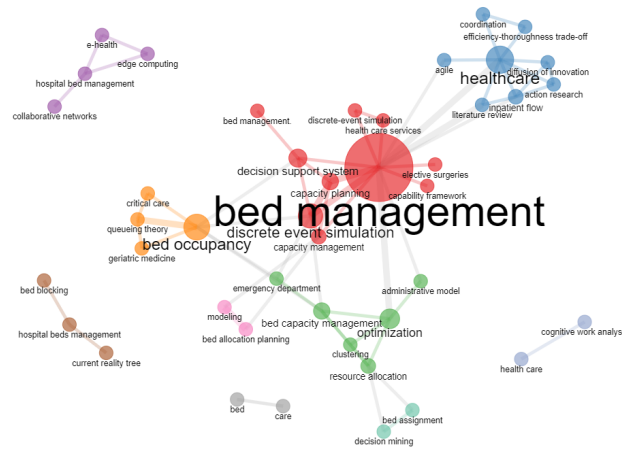 coordination
efficiency-thoroughness trade-off
e-health
edge computing
agile
healthcare
diffusion of innovation
hospital bed management
action research
inpatient flow
literature review
collaborative networks
bed management.
discrete-event simulation
health care services
decision support system
elective surgeries
capacity planning
capability framework
critical care
bed management
queueing theory
discrete event simulation
bed occupancy
capacity management
geriatric medicine
bed blocking
emergency department
administrative model
modeling
bed capacity management
optimization
hospital beds management
bed allocation planning
cognitive work analys
clustering
current reality tree
health care
resource allocation
bed
care
bed assignment
decision mining